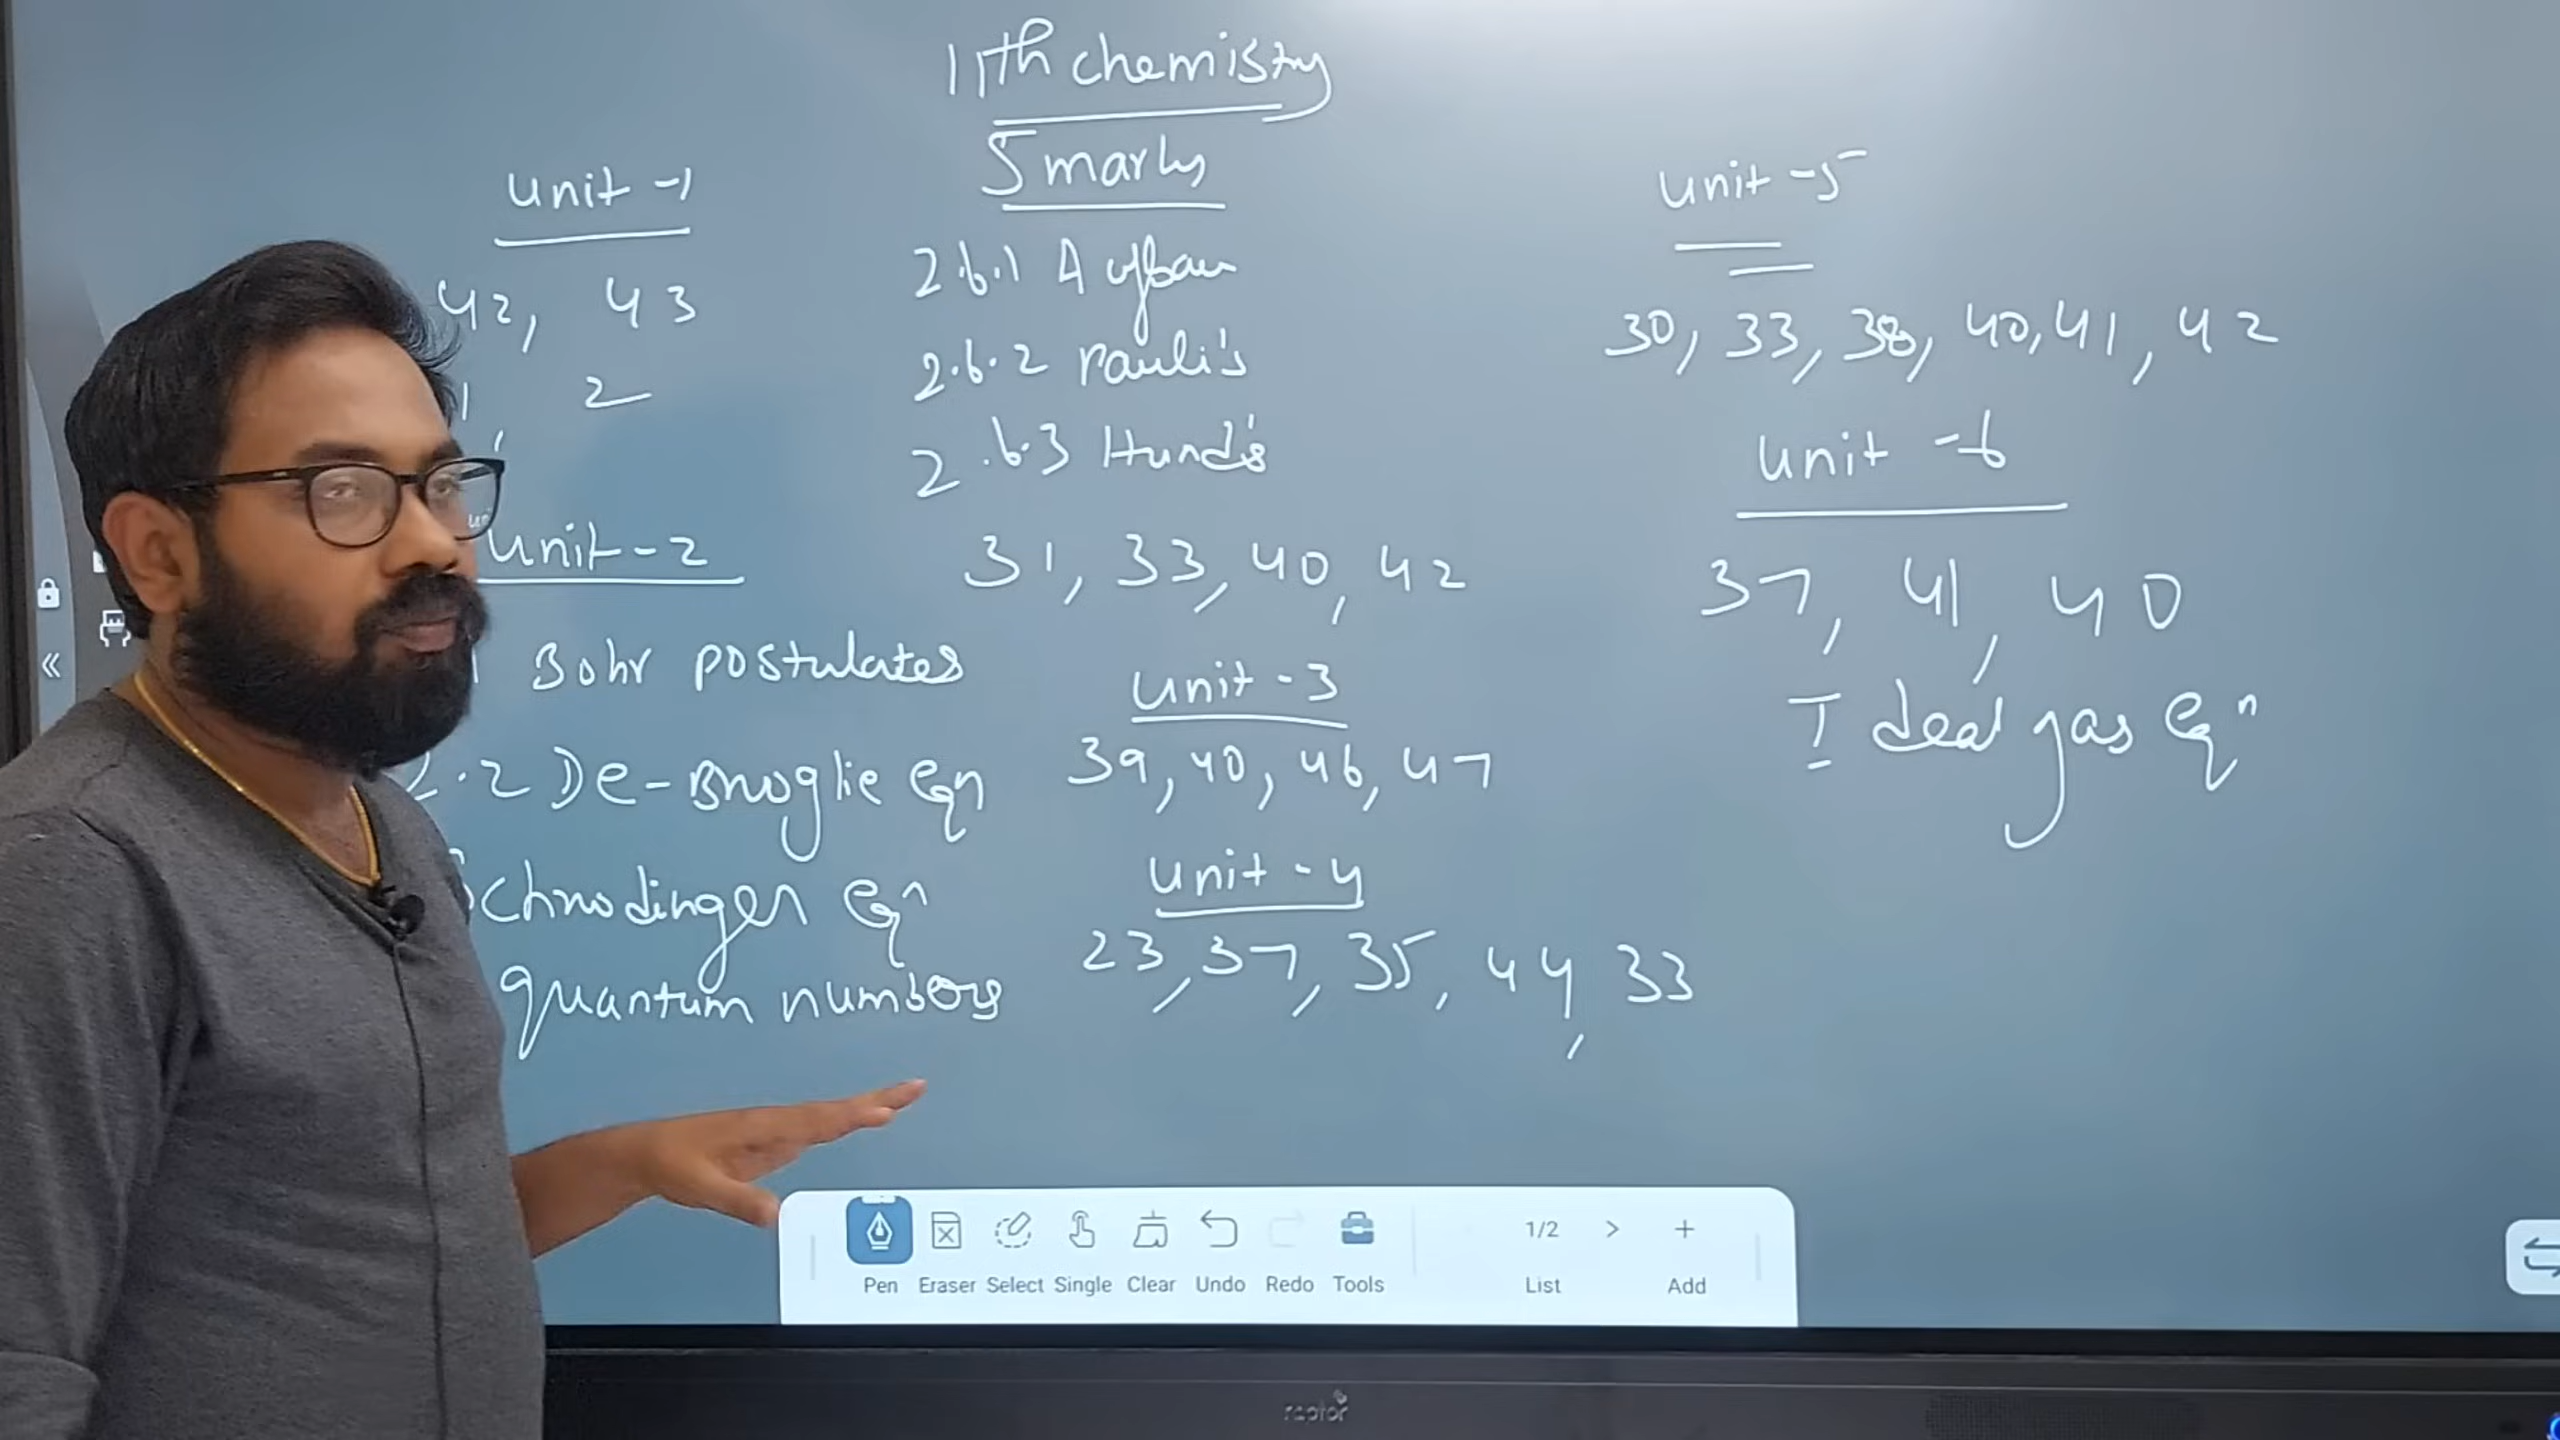 11th chemistry
5 marks
unit -1
42, 43
1, 2
unit-2
Bohr postulates
2.2 De-Broglie Eqn
Schrodinger Eqn
quantum numbers
2.6.1 Aufbau
2.6.2 Pauli's
2.6.3 Hund's
31, 33, 40, 42
unit -3
39, 40, 46, 47
unit -4
23, 37, 35, 44, 33
unit -5
30, 33, 38, 40, 41, 42
unit -6
37, 41, 40
Ideal gas Eqn
Pen Eraser Select Single Clear Undo Redo Tools
1/2
List
Add
raptor